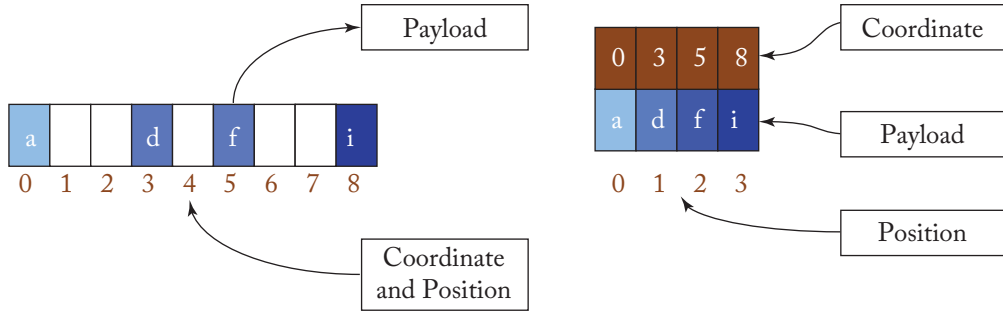 Payload
a d f i
0 1 2 3 4 5 6 7 8
Coordinate
and Position
Coordinate
0 3 5 8
a d f i
Payload
0 1 2 3
Position